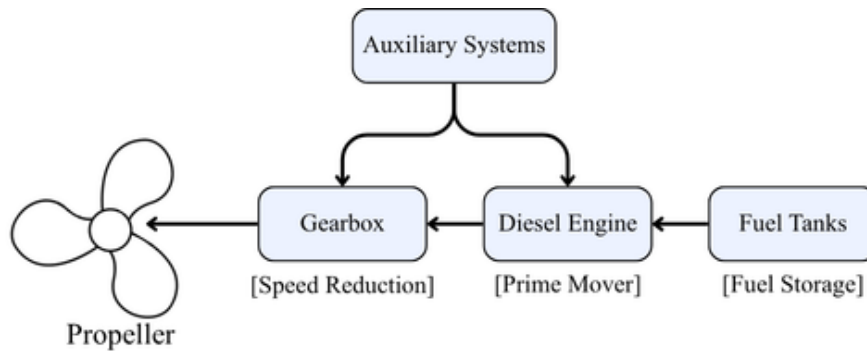 Auxiliary Systems
Gearbox
Diesel Engine
Fuel Tanks
[Speed Reduction]
[Prime Mover]
[Fuel Storage]
Propeller